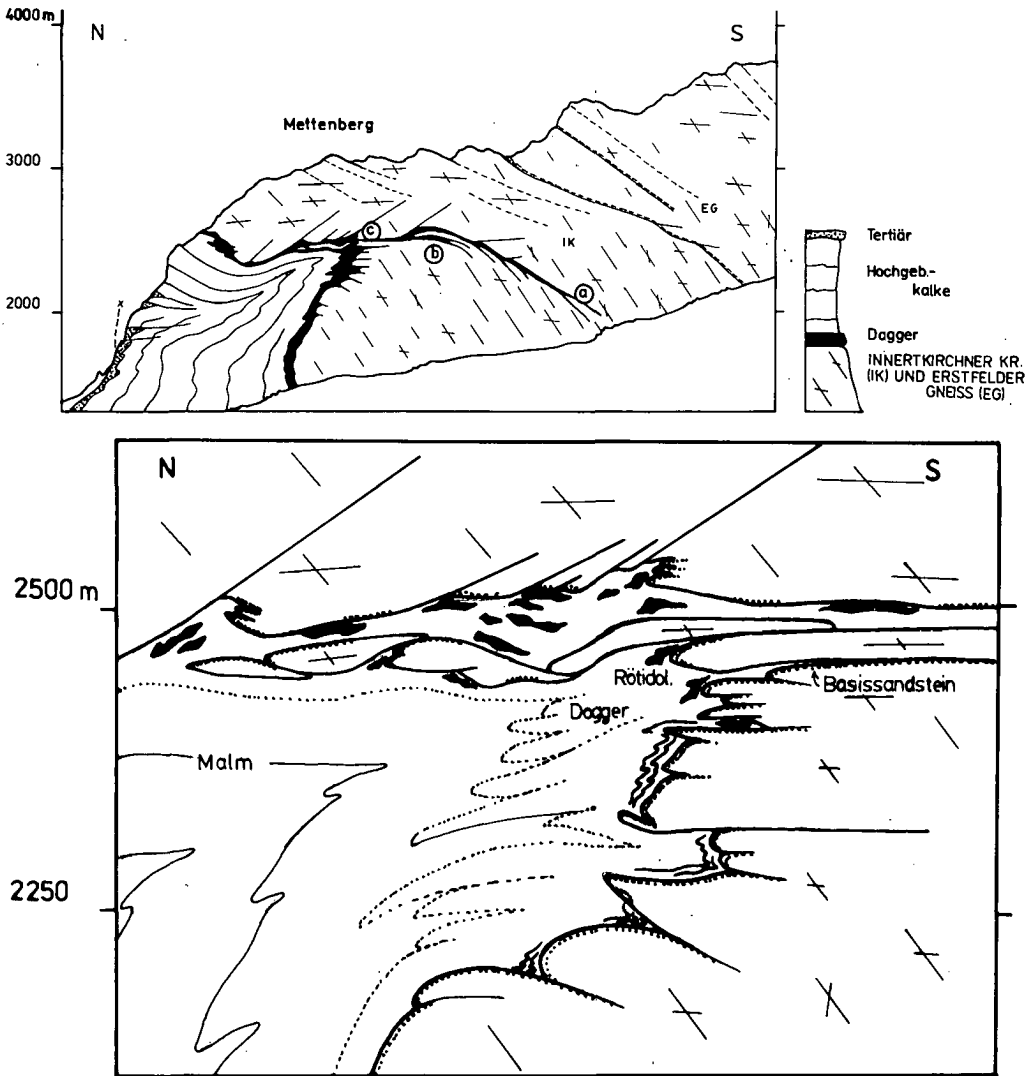 4000 m
N
S
Mettenberg
3000
EG
c
IK
b
a
2000
x
Tertiär
Hochgeb.-
kalke
Dagger
INNERTKIRCHNER KR.
(IK) UND ERSTFELDER
GNEISS (EG)
N
S
2500 m
Rötidol.
Basissandstein
Dogger
Malm
2250